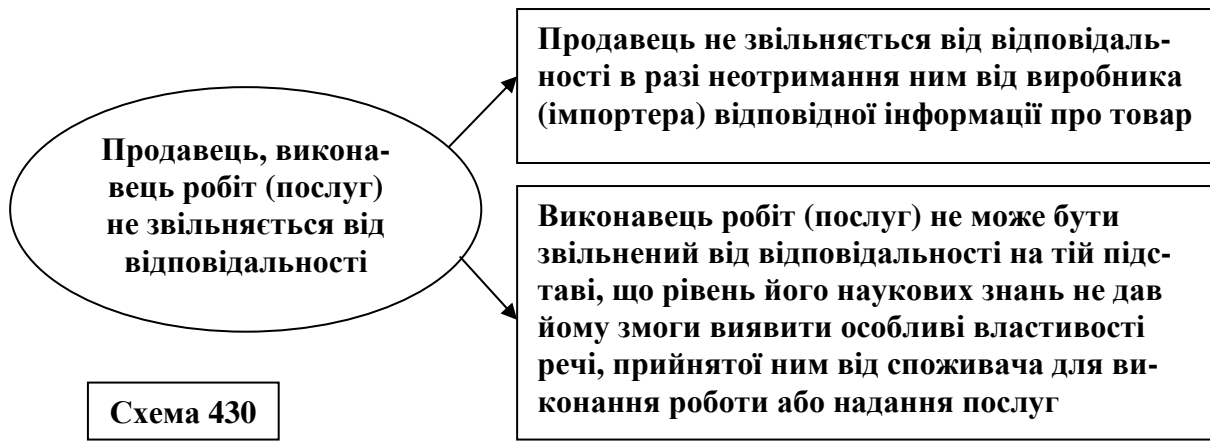 Продавець, викона-
вець робіт (послуг)
не звільняється від
відповідальності
Продавець не звільняється від відповідаль-
ності в разі неотримання ним від виробника
(імпортера) відповідної інформації про товар
Виконавець робіт (послуг) не може бути
звільнений від відповідальності на тій підс-
таві, що рівень його наукових знань не дав
йому змоги виявити особливі властивості
речі, прийнятої ним від споживача для ви-
конання роботи або надання послуг
Схема 430